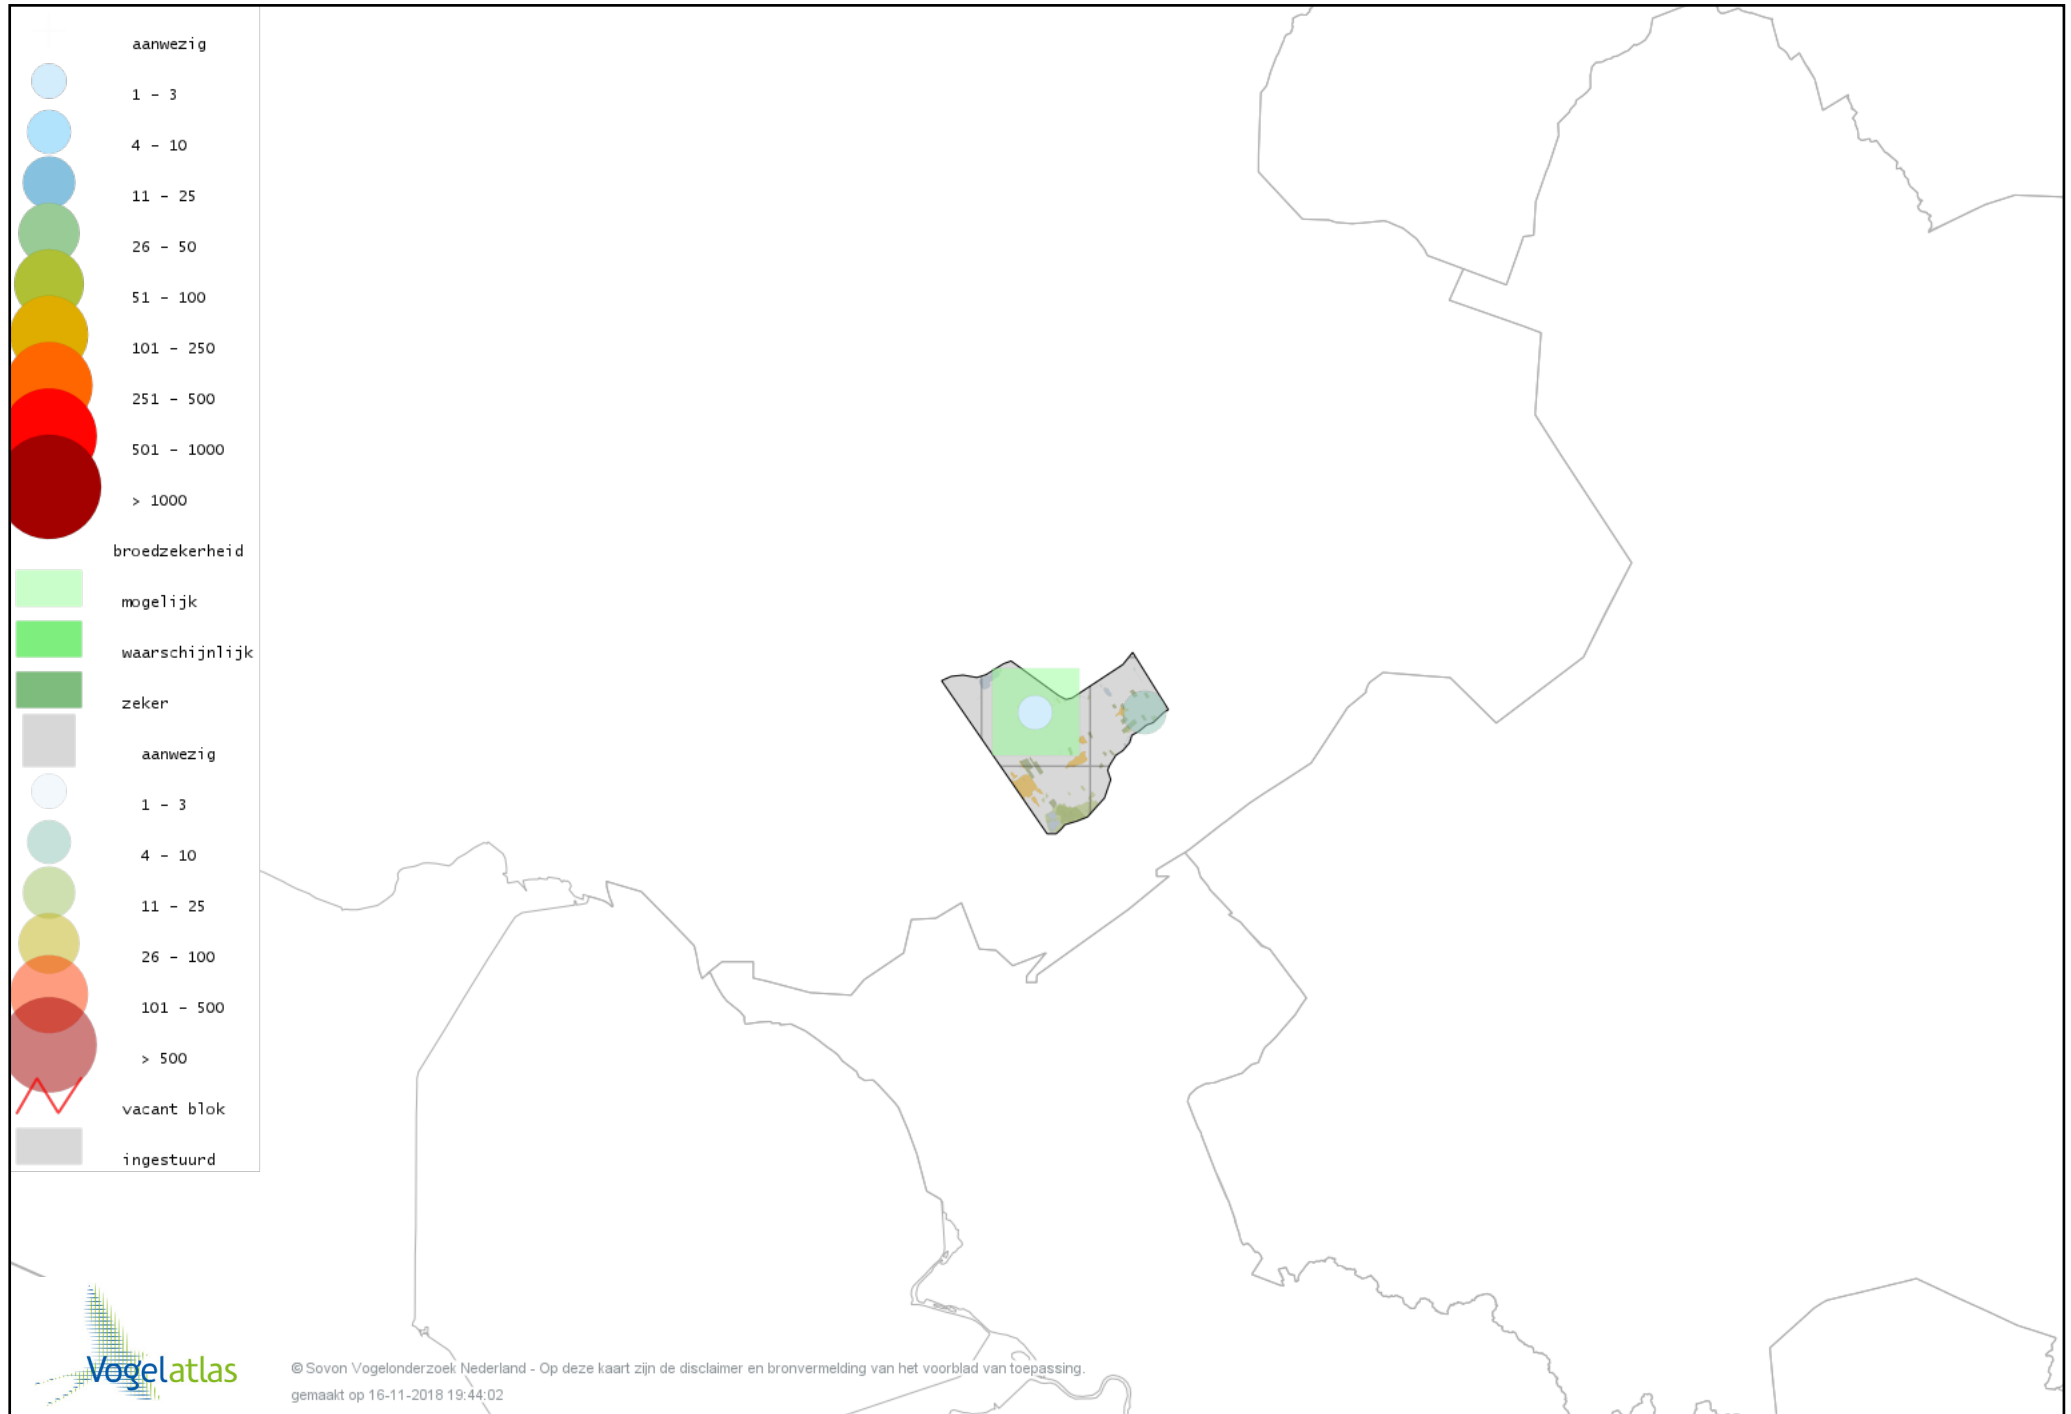 aanwezig
1 - 3
4 - 10
11 - 25
26 - 50
51 - 100
101 - 250
251 - 500
501 - 1000
> 1000
broedzekerheid
mogelijk
waarschijnlijk
zeker
aanwezig
1 - 3
4 - 10
11 - 25
26 - 100
101 - 500
> 500
vacant blok
ingestuurd
Vogelatlas
© Sovon Vogelonderzoek Nederland - Op deze kaart zijn de disclaimer en bronvermelding van het voorblad van toepassing.
gemaakt op 16-11-2018 19:44:02